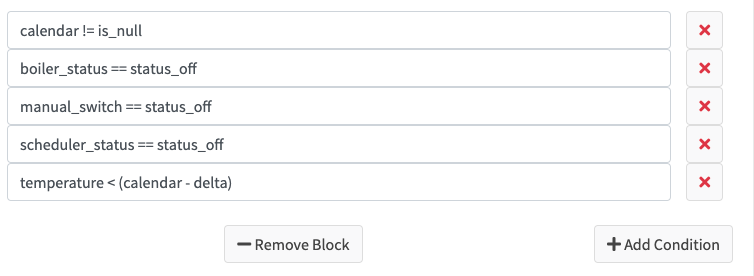 calendar != is_null
boiler_status == status_off
manual_switch == status_off
scheduler_status == status_off
temperature < (calendar - delta)
Remove Block
Add Condition